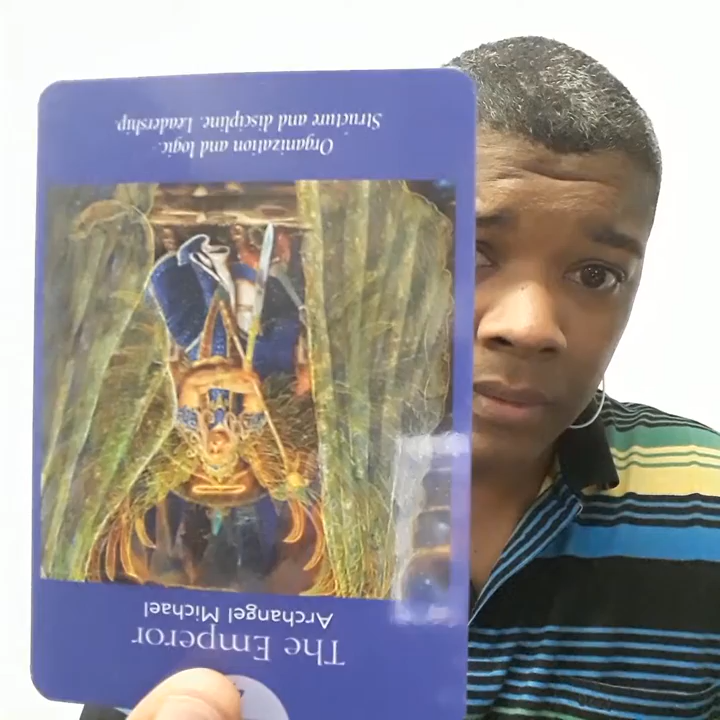 The Emperor
Archangel Michael
Organization and logic.
Structure and discipline. Leadership.